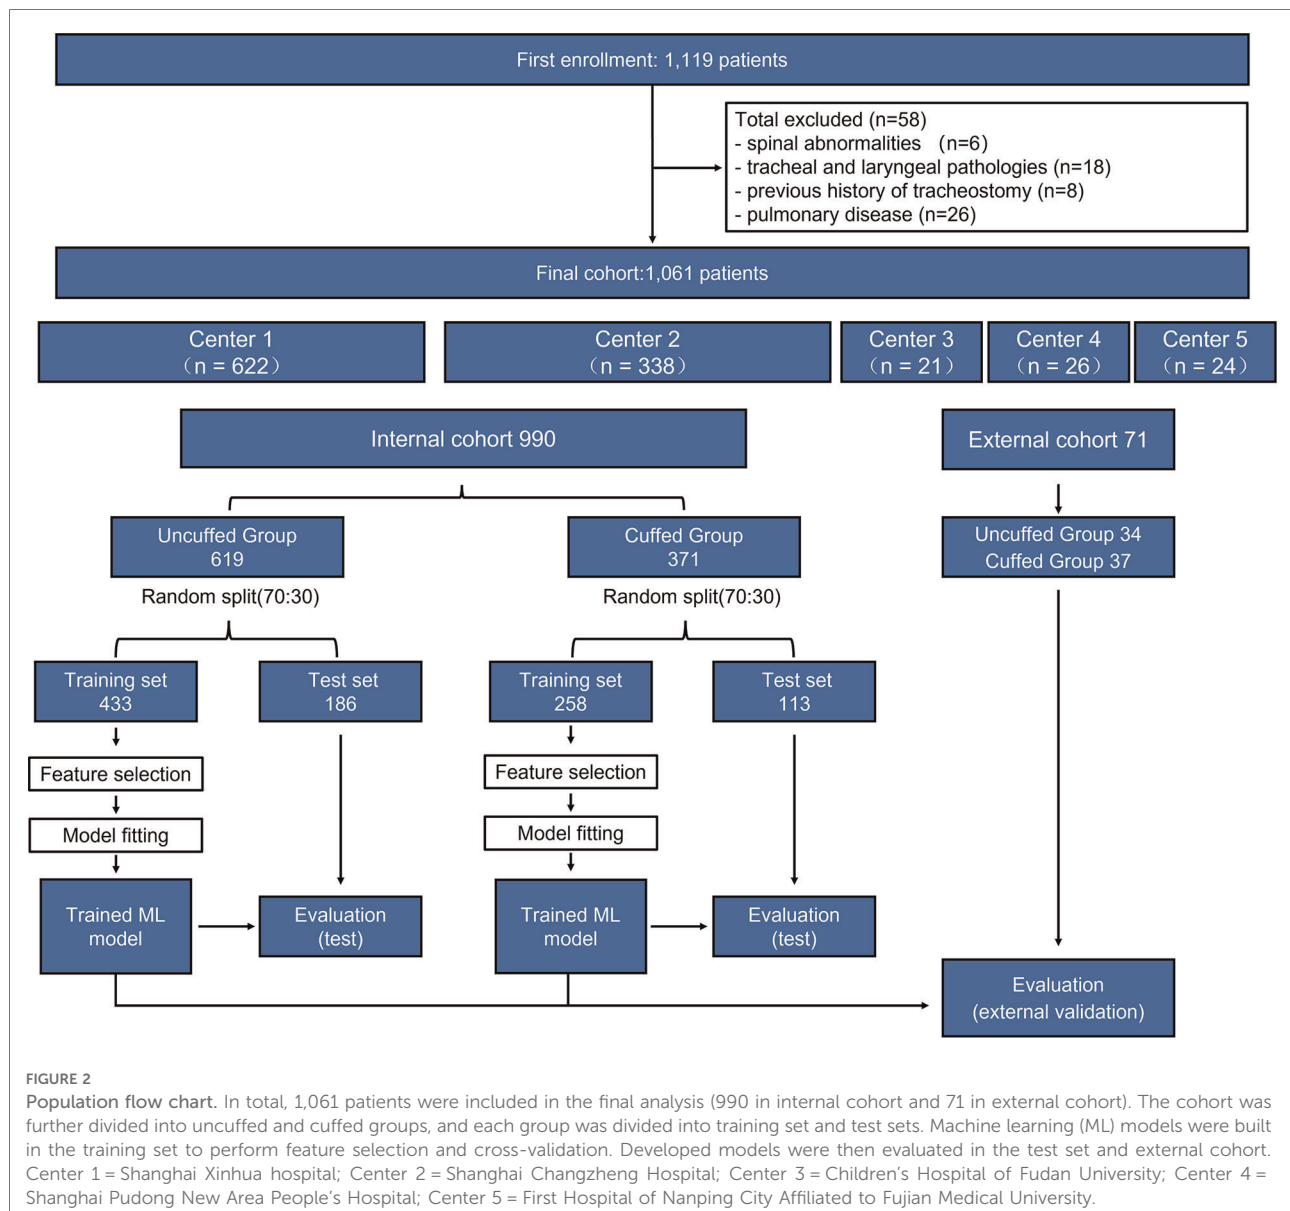 First enrollment: 1,119 patients
Total excluded (n=58)
- spinal abnormalities （n=6)
- tracheal and laryngeal pathologies (n=18)
- previous history of tracheostomy (n=8)
- pulmonary disease (n=26)
Final cohort:1,061 patients
Center 1
（n = 622）
Center 2
（n = 338）
Center 3
（n = 21）
Center 4
（n = 26）
Center 5
（n = 24）
Internal cohort 990
External cohort 71
Uncuffed Group
619
Cuffed Group
371
Uncuffed Group 34
Cuffed Group 37
Random split(70:30)
Random split(70:30)
Training set
433
Test set
186
Training set
258
Test set
113
Feature selection
Feature selection
Model fitting
Model fitting
Trained ML
model
Evaluation
(test)
Trained ML
model
Evaluation
(test)
Evaluation
(external validation)
FIGURE 2
Population flow chart. In total, 1,061 patients were included in the final analysis (990 in internal cohort and 71 in external cohort). The cohort was
further divided into uncuffed and cuffed groups, and each group was divided into training set and test sets. Machine learning (ML) models were built
in the training set to perform feature selection and cross-validation. Developed models were then evaluated in the test set and external cohort.
Center 1 = Shanghai Xinhua hospital; Center 2 = Shanghai Changzheng Hospital; Center 3 = Children's Hospital of Fudan University; Center 4 =
Shanghai Pudong New Area People's Hospital; Center 5 = First Hospital of Nanping City Affiliated to Fujian Medical University.